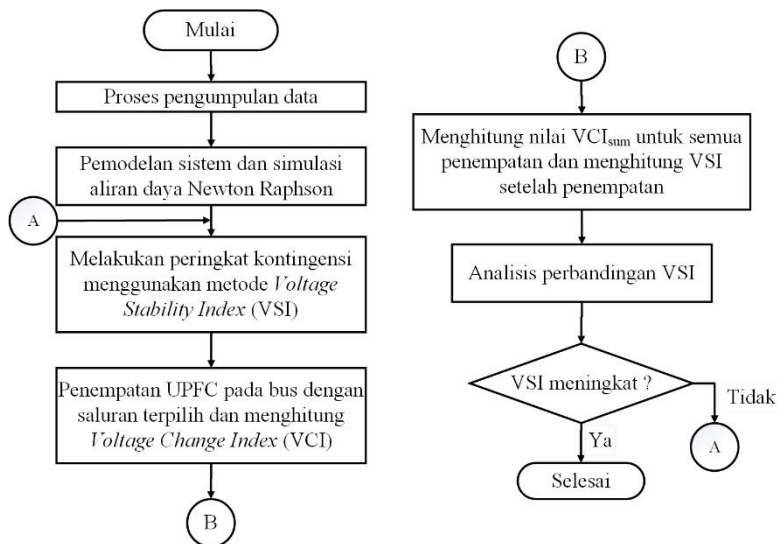 Mulai
Proses pengumpulan data
Pemodelan sistem dan simulasi
aliran daya Newton Raphson
A
Melakukan peringkat kontingensi
menggunakan metode Voltage
Stability Index (VSI)
Penempatan UPFC pada bus dengan
saluran terpilih dan menghitung
Voltage Change Index (VCI)
B
B
Menghitung nilai VCIsum untuk semua
penempatan dan menghitung VSI
setelah penempatan
Analisis perbandingan VSI
VSI meningkat ?
Tidak
Ya
A
Selesai